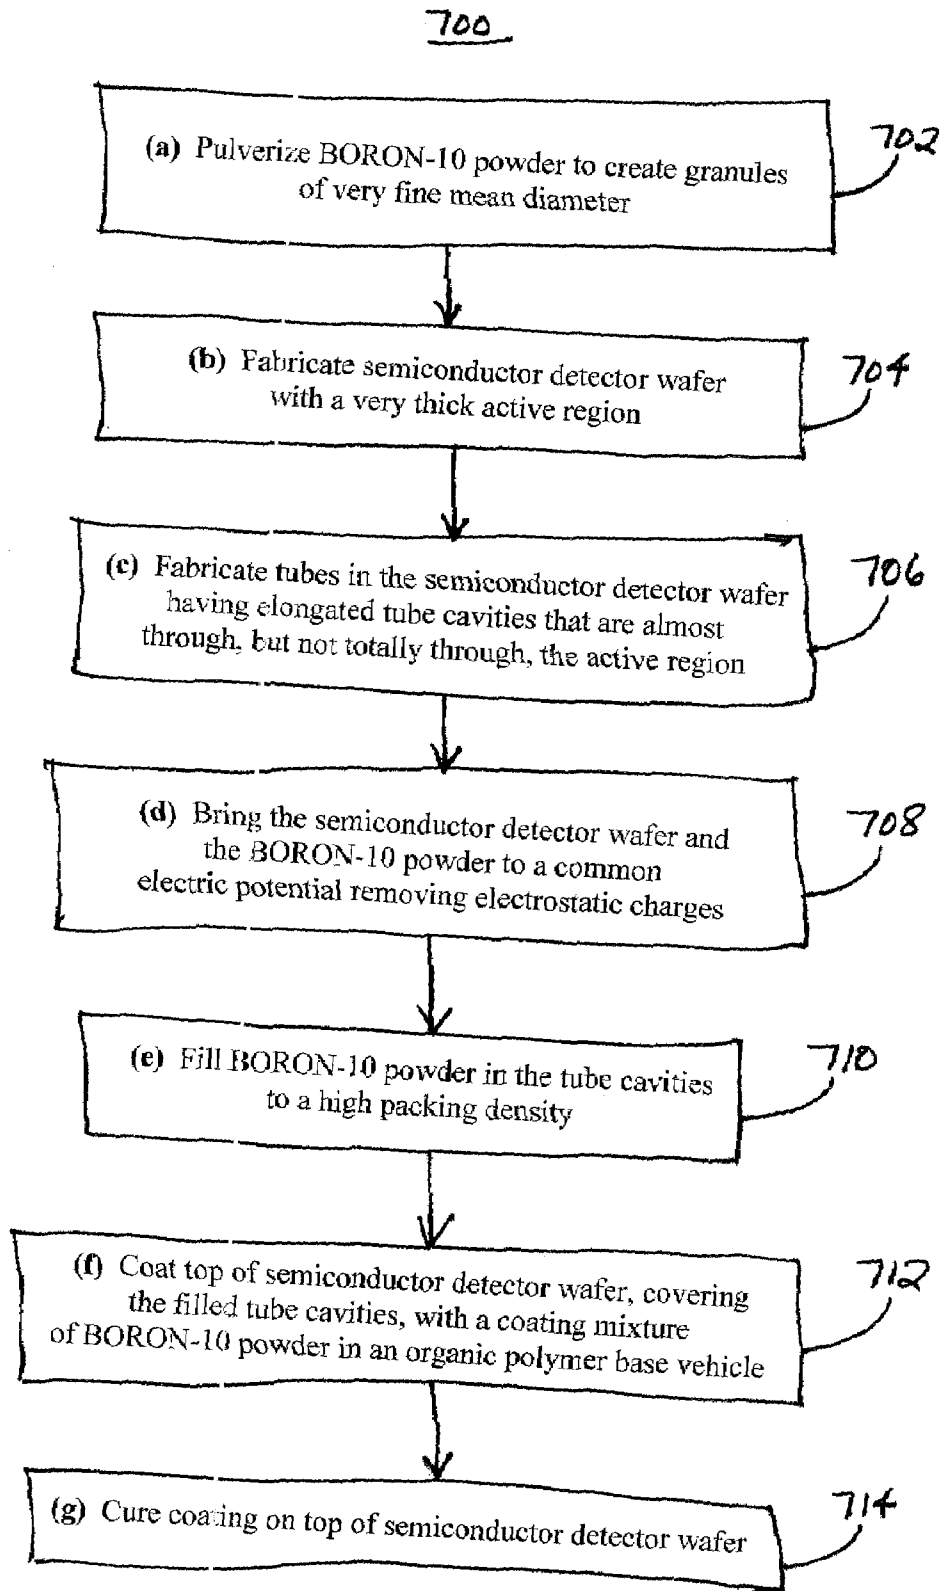 700
(a) Pulverize BORON-10 powder to create granules
of very fine mean diameter
702
(b) Fabricate semiconductor detector wafer
with a very thick active region
704
(c) Fabricate tubes in the semiconductor detector wafer
having elongated tube cavities that are almost
through, but not totally through, the active region
706
(d) Bring the semiconductor detector wafer and
the BORON-10 powder to a common
electric potential removing electrostatic charges
708
(e) Fill BORON-10 powder in the tube cavities
to a high packing density
710
(f) Coat top of semiconductor detector wafer, covering
the filled tube cavities, with a coating mixture
of BORON-10 powder in an organic polymer base vehicle
712
(g) Cure coating on top of semiconductor detector wafer
714